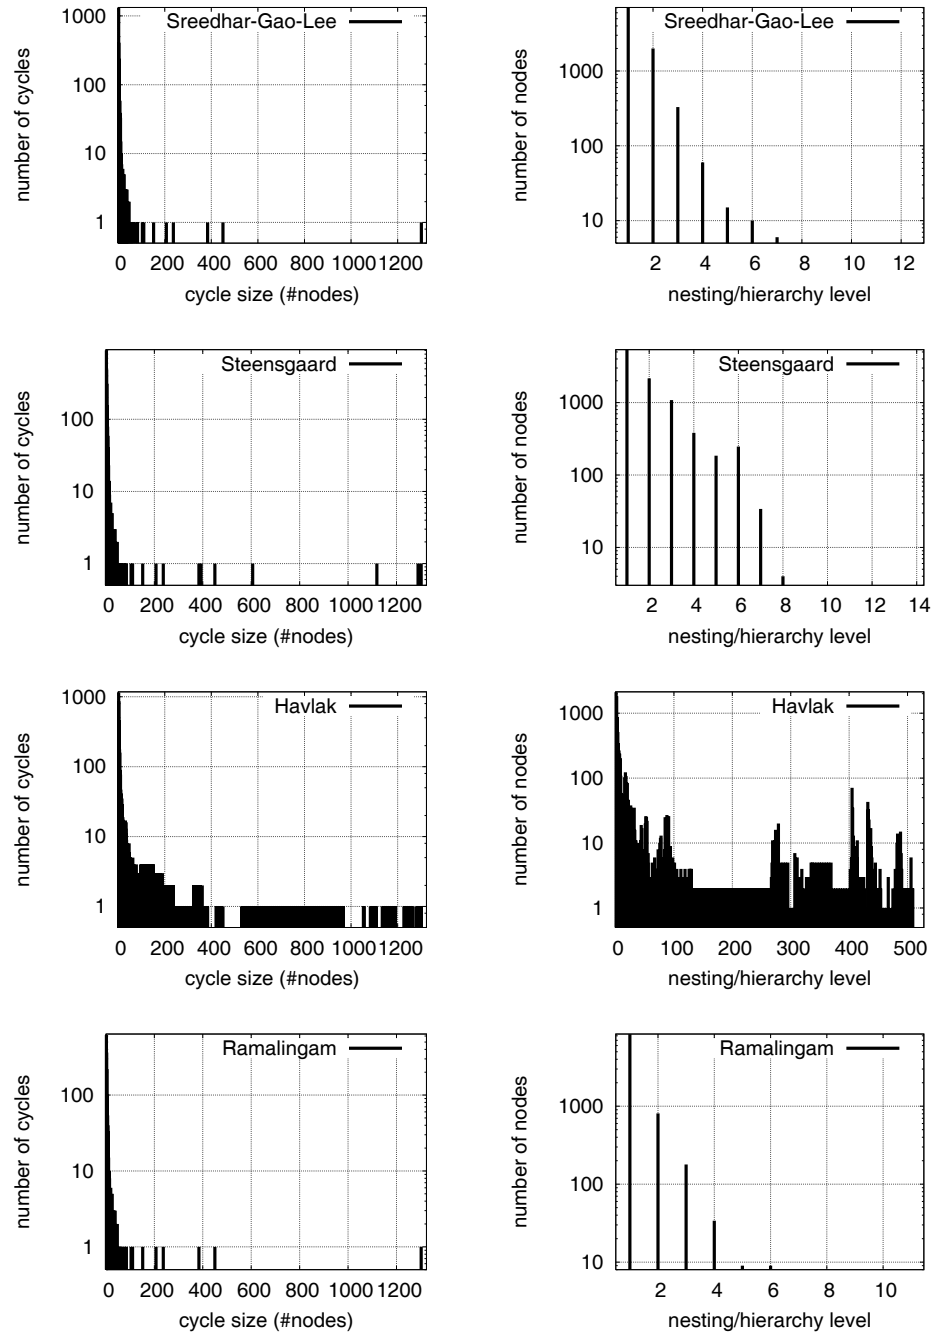 Sreedhar-Gao-Lee
number of cycles
1000
100
10
1
0 200 400 600 800 1000 1200
cycle size (#nodes)
Sreedhar-Gao-Lee
number of nodes
1000
100
10
2 4 6 8 10 12
nesting/hierarchy level
Steensgaard
number of cycles
100
10
1
0 200 400 600 800 1000 1200
cycle size (#nodes)
Steensgaard
number of nodes
1000
100
10
2 4 6 8 10 12 14
nesting/hierarchy level
Havlak
number of cycles
1000
100
10
1
0 200 400 600 800 1000 1200
cycle size (#nodes)
Havlak
number of nodes
1000
100
10
1
0 100 200 300 400 500
nesting/hierarchy level
Ramalingam
number of cycles
100
10
1
0 200 400 600 800 1000 1200
cycle size (#nodes)
Ramalingam
number of nodes
1000
100
10
2 4 6 8 10
nesting/hierarchy level